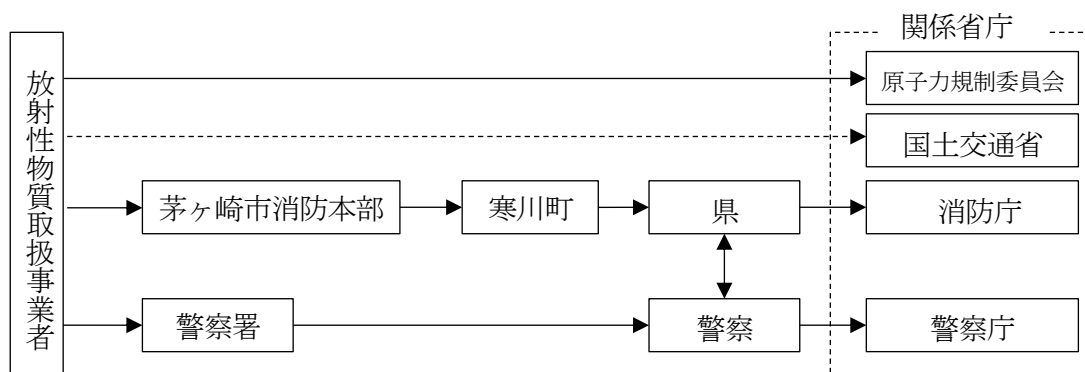 関係省庁
放射性物質取扱事業者
原子力規制委員会
国土交通省
茅ヶ崎市消防本部
寒川町
県
消防庁
警察署
警察
警察庁